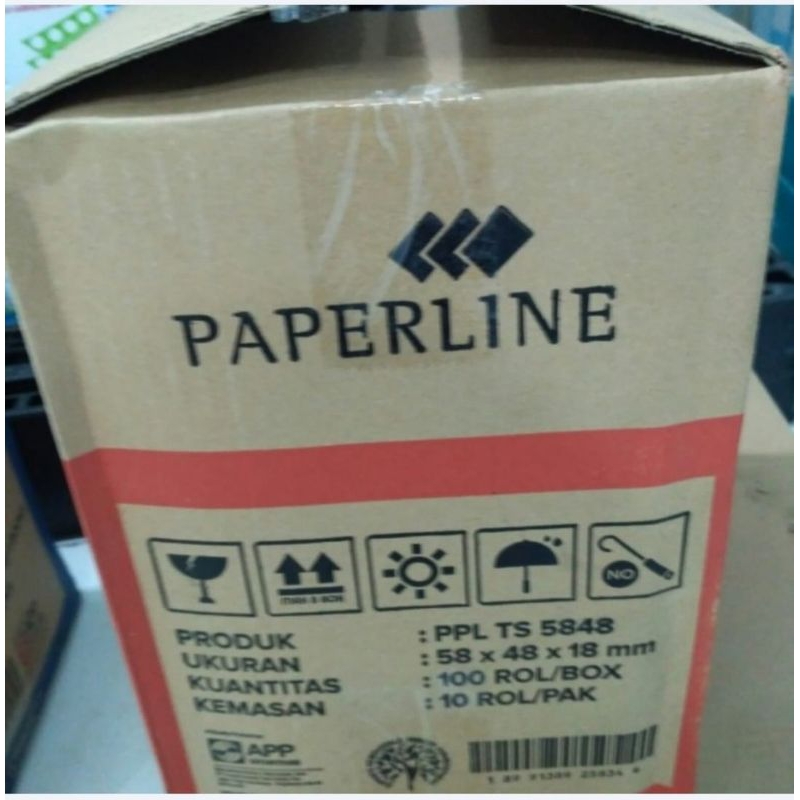 PAPERLINE
NO
PRODUK : PPL TS 5848
UKURAN : 58 x 48 x 18 mm
KUANTITAS : 100 ROL/BOX
KEMASAN : 10 ROL/PAK
APP